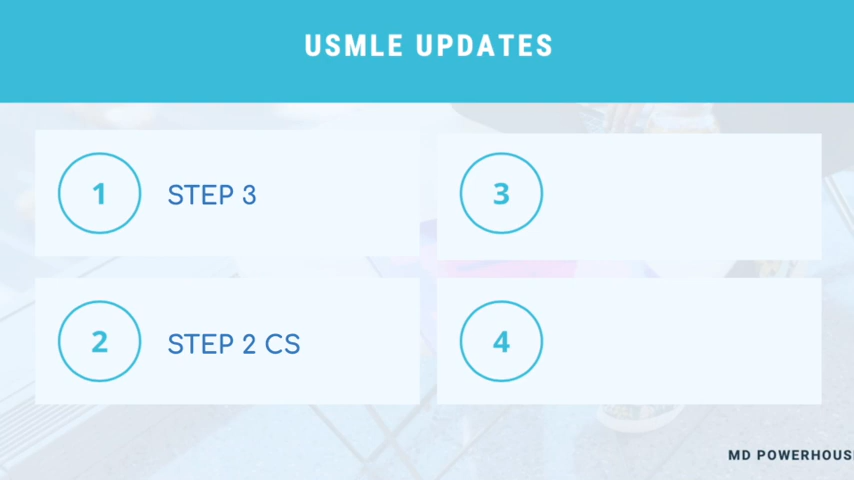 USMLE UPDATES
1 STEP 3
2 STEP 2 CS
3
4
MD POWERHOUS